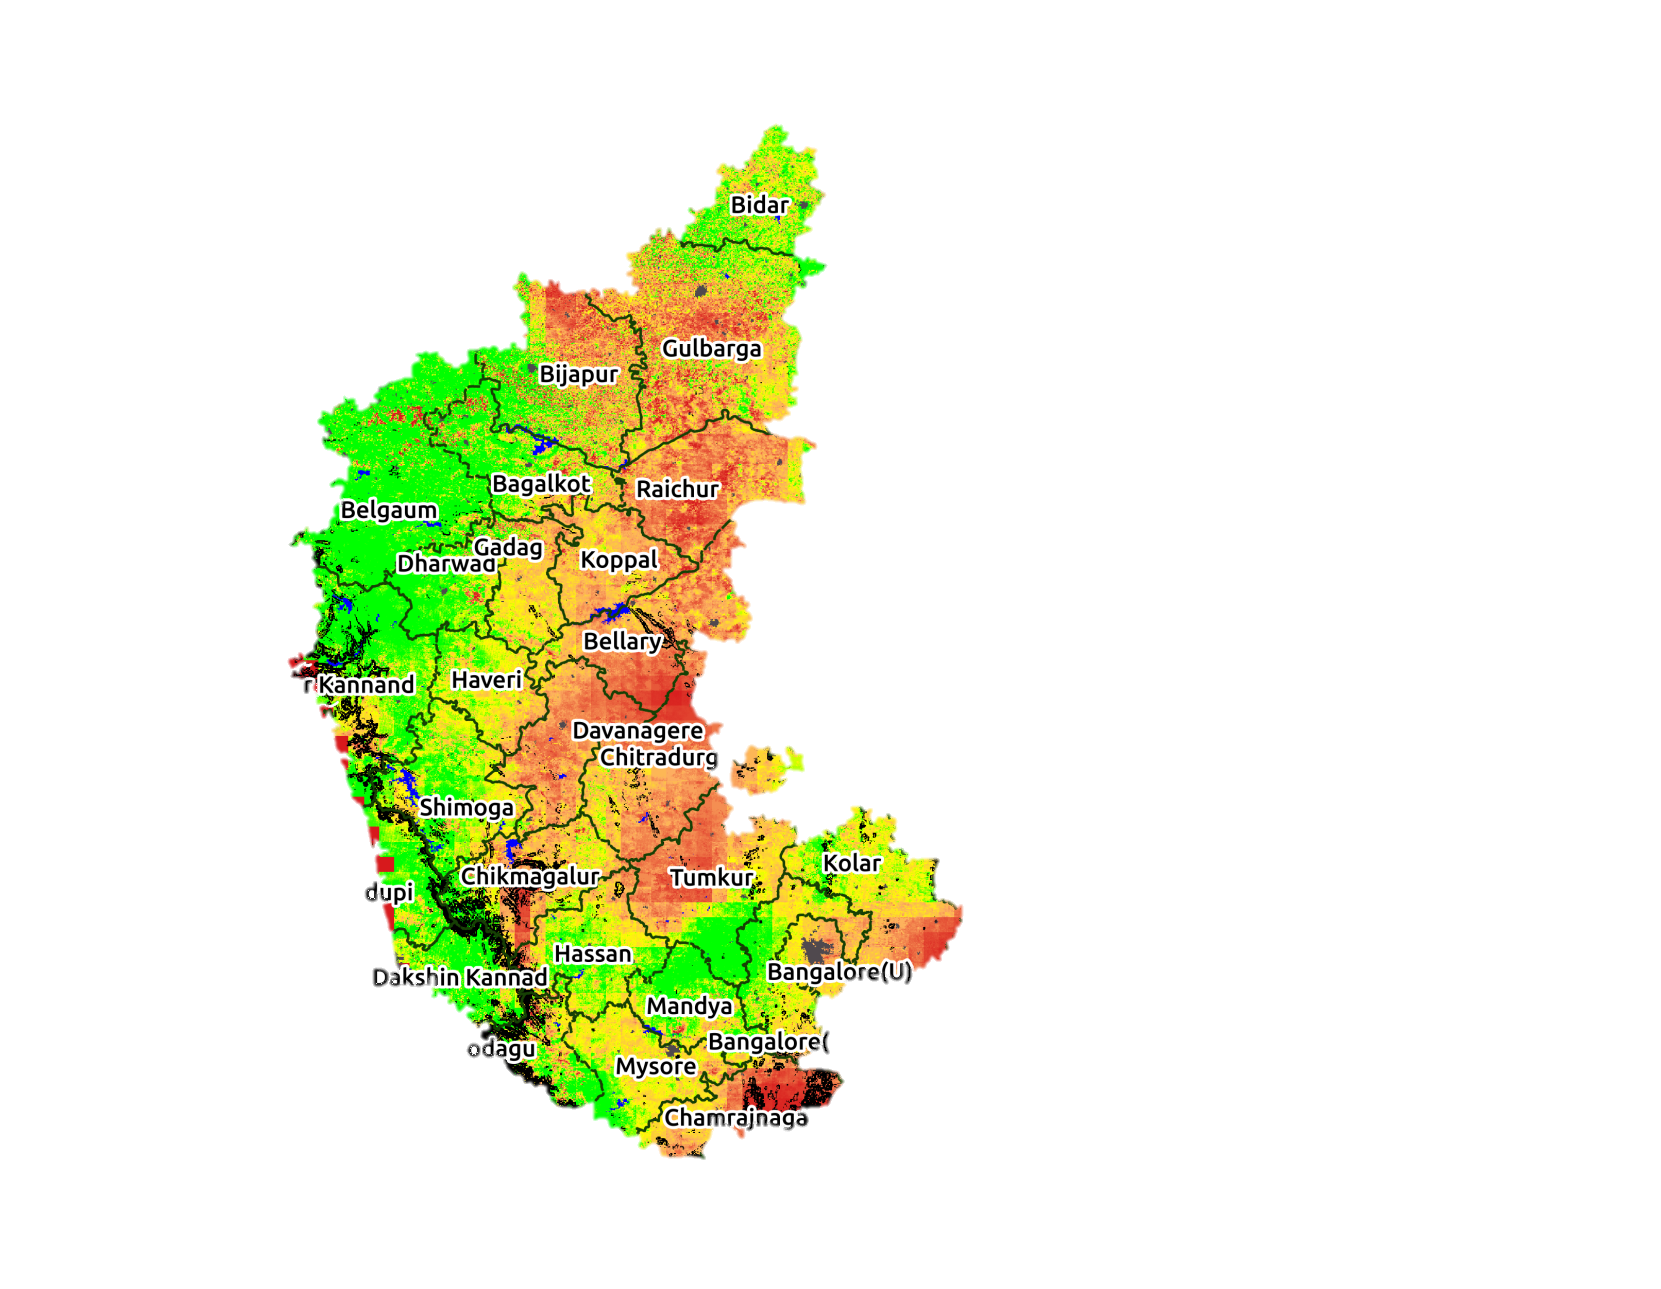 Bidar
Gulbarga
Bijapur
Bagalkot
Raichur
Belgaum
Gadag
Dharwad
Koppal
Bellary
Haveri
r Kannand
Davanagere
Chitradurg
Shimoga
Kolar
Chikmagalur
Tumkur
dupi
Hassan
Bangalore(U)
Dakshin Kannad
Mandya
Bangalore(
odagu
Mysore
Chamrajnaga